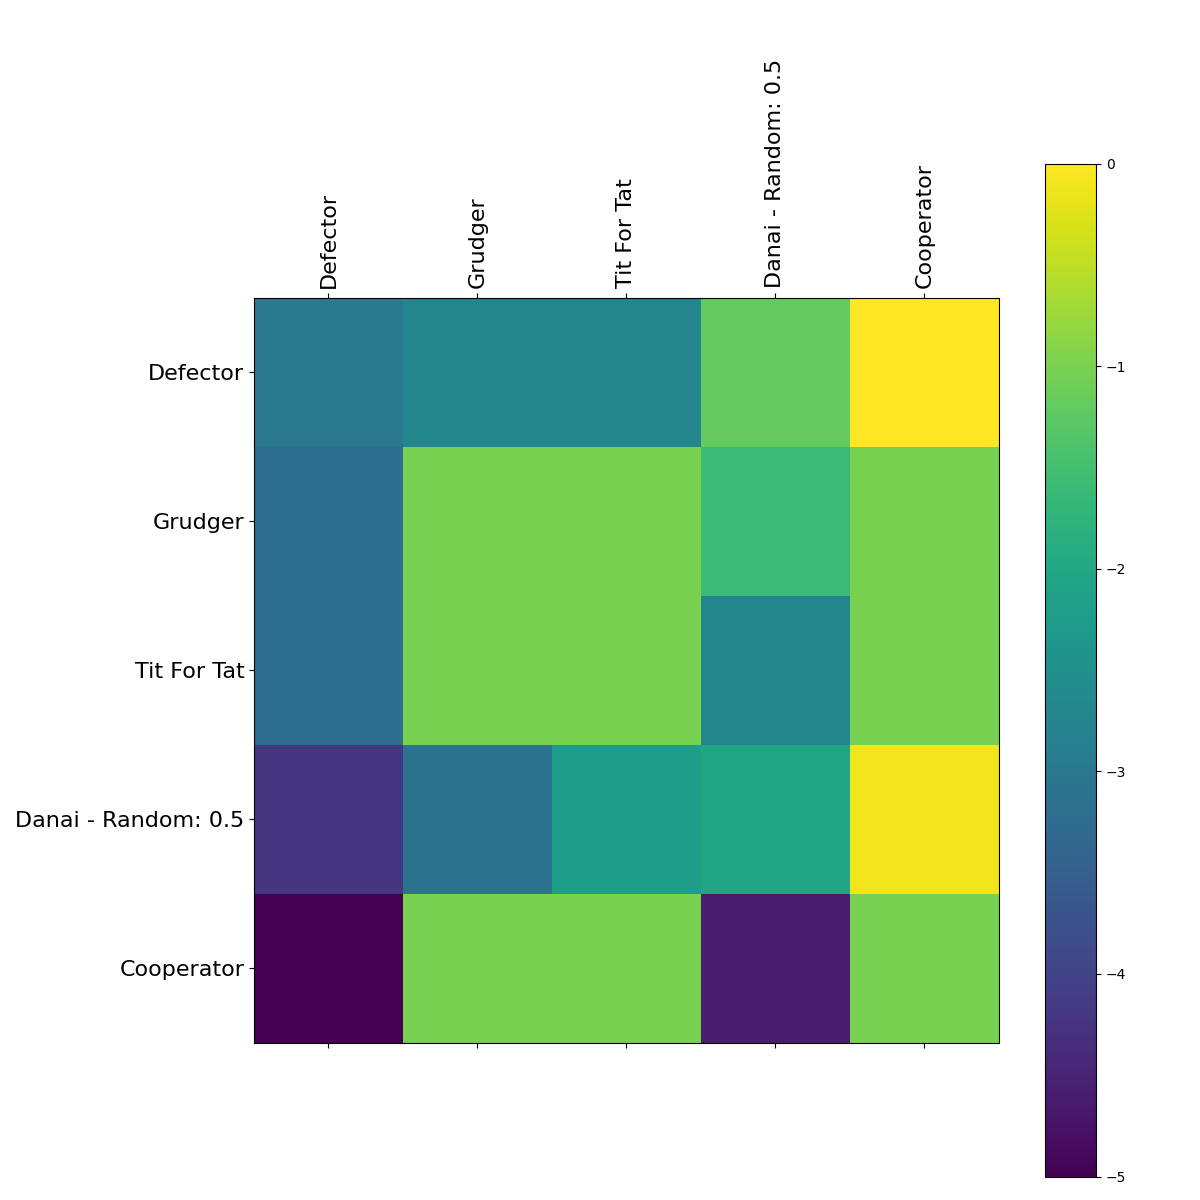 Defector
Grudger
Tit For Tat
Danai - Random: 0.5
Cooperator
Defector
Grudger
Tit For Tat
Danai - Random: 0.5
Cooperator
0
−1
−2
−3
−4
−5